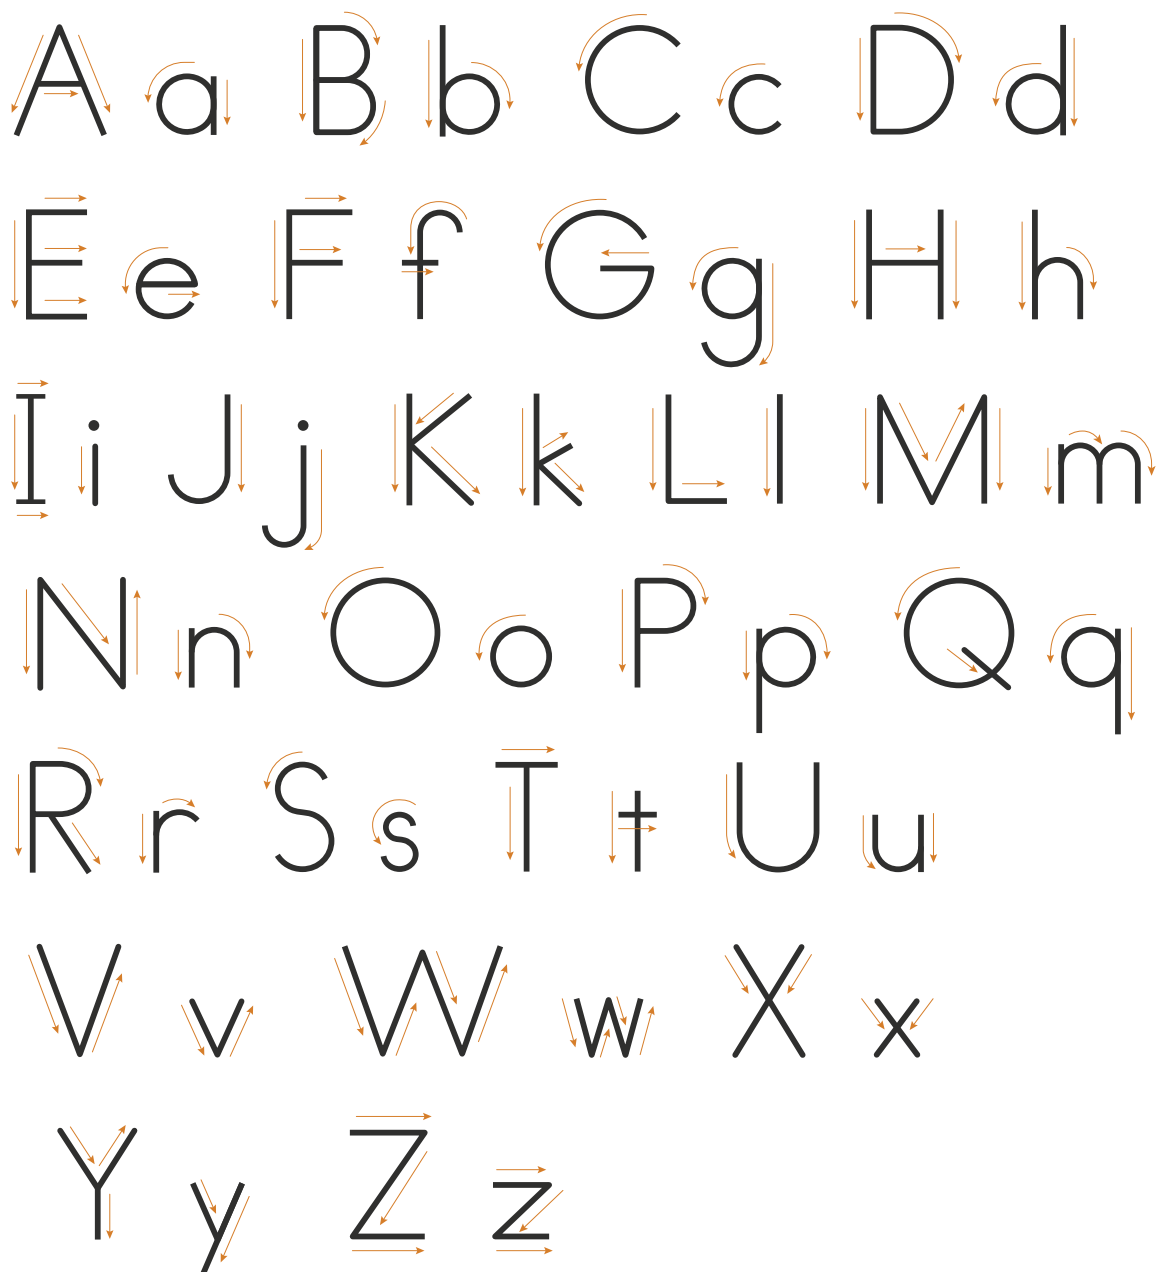 A a B b C c D d
E e F f G g H h
I i J j K k L l M m
N n O o P p Q q
R r S s T t U u
V v W w X x
Y y Z z